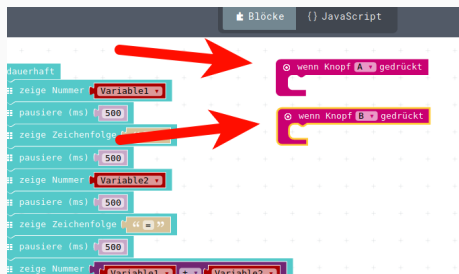 Blöcke {} JavaScript
dauerhaft
zeige Nummer Variable1
pausiere (ms) 500
zeige Zeichenfolge
pausiere (ms) 500
zeige Nummer Variable2
pausiere (ms) 500
zeige Zeichenfolge “ = ”
pausiere (ms) 500
zeige Nummer Variable1 + Variable2
wenn Knopf A gedrückt
wenn Knopf B gedrückt